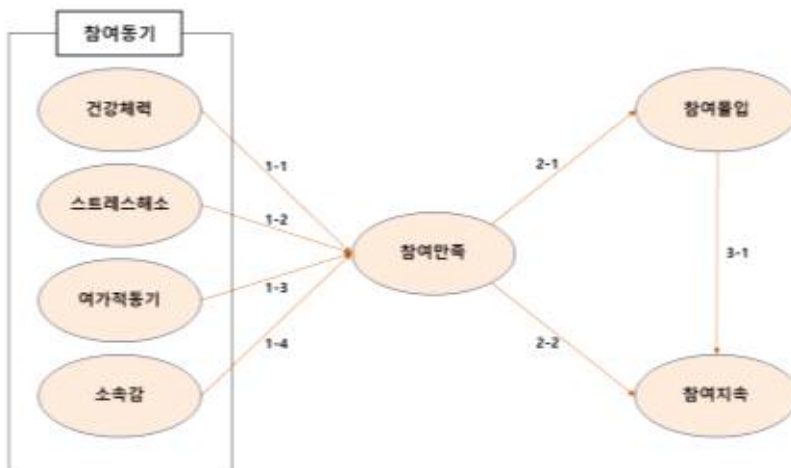 참여동기
건강체력
스트레스해소
여가적동기
소속감
1-1
1-2
1-3
1-4
참여만족
2-1
2-2
참여몰입
3-1
참여지속